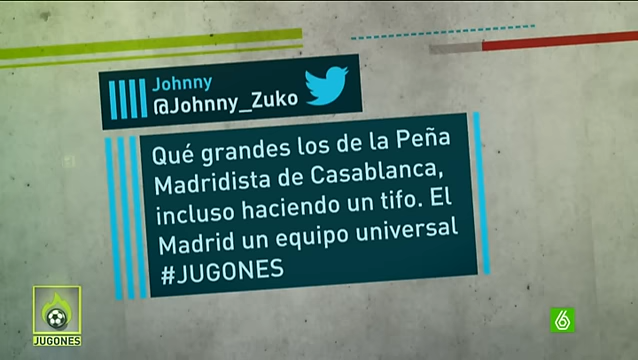 Johnny
@Johnny_Zuko
Qué grandes los de la Peña
Madridista de Casablanca,
incluso haciendo un tifo. El
Madrid un equipo universal
#JUGONES
JUGONES
6